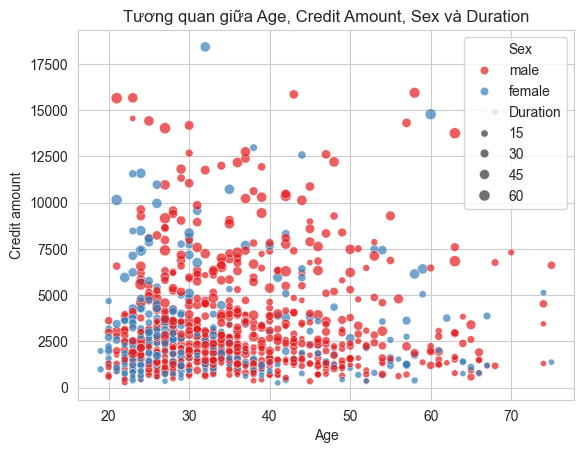 Tương quan giữa Age, Credit Amount, Sex và Duration
17500
15000
12500
10000
7500
5000
2500
0
Credit amount
20 30 40 50 60 70
Age
Sex
male
female
Duration
15
30
45
60